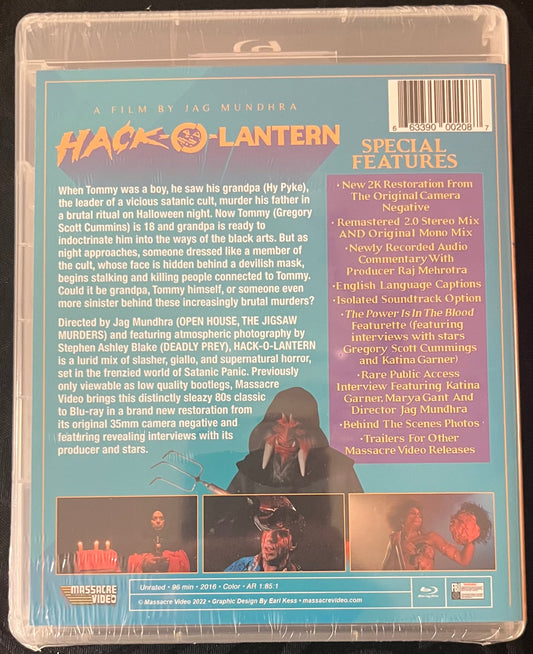 6 63390 00208 7
A FILM BY JAG MUNDHRA
HACK-O-LANTERN
When Tommy was a boy, he saw his grandpa (Hy Pyke),
the leader of a vicious satanic cult, murder his father in
a brutal ritual on Halloween night. Now Tommy (Gregory
Scott Cummins) is 18 and grandpa is ready to
indoctrinate him into the ways of the black arts. But as
night approaches, someone dressed like a member of
the cult, whose face is hidden behind a devilish mask,
begins stalking and killing people connected to Tommy.
Could it be grandpa, Tommy himself, or someone even
more sinister behind these increasingly brutal murders?
Directed by Jag Mundhra (OPEN HOUSE, THE JIGSAW
MURDERS) and featuring atmospheric photography by
Stephen Ashley Blake (DEADLY PREY), HACK-O-LANTERN
is a lurid mix of slasher, giallo, and supernatural horror,
set in the frenzied world of Satanic Panic. Previously
only viewable as low quality bootlegs, Massacre
Video brings this distinctly sleazy 80s classic
to Blu-ray in a brand new restoration from
its original 35mm camera negative and
featuring revealing interviews with its
producer and stars.
SPECIAL
FEATURES
• New 2K Restoration From
The Original Camera
Negative
• Remastered 2.0 Stereo Mix
AND Original Mono Mix
• Newly Recorded Audio
Commentary With
Producer Raj Mehrotra
• English Language Captions
• Isolated Soundtrack Option
• The Power Is In The Blood
Featurette (featuring
interviews with stars
Gregory Scott Cummings
and Katina Garner)
• Rare Public Access
Interview Featuring Katina
Garner, Marya Gant And
Director Jag Mundhra
• Behind The Scenes Photos •
• Trailers For Other
Massacre Video Releases
MASSACRE
VIDEO
Unrated • 96 min • 2016 • Color • AR 1:85:1
© Massacre Video 2022 • Graphic Design By Earl Kess • massacrevideo.com